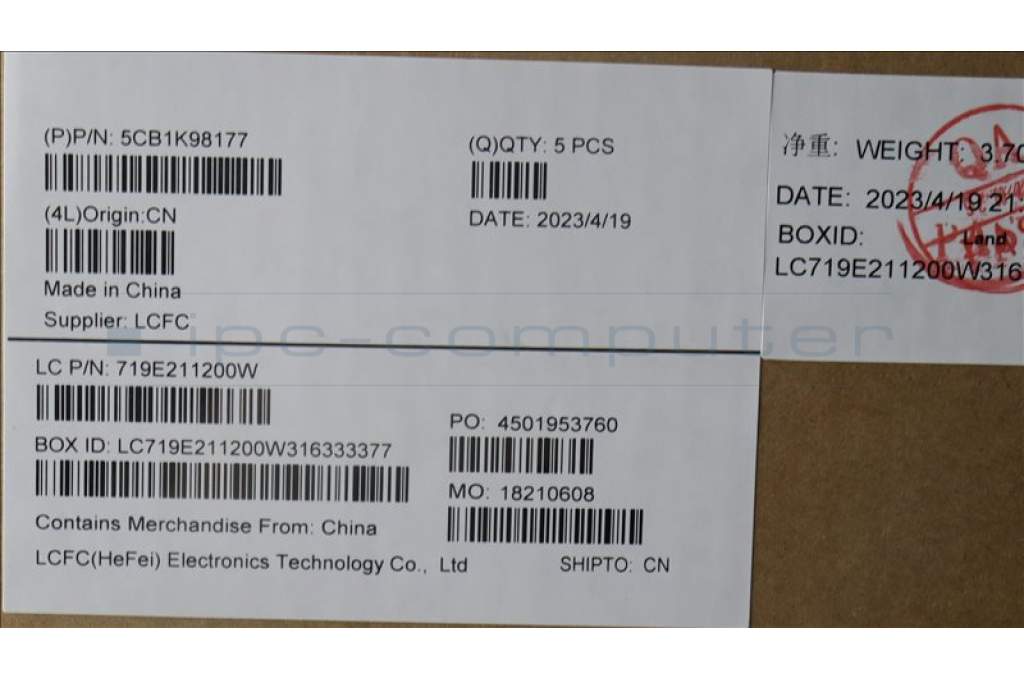 (P)P/N: 5CB1K98177
(Q)QTY: 5 PCS
(4L)Origin:CN
DATE: 2023/4/19
Made in China
Supplier: LCFC
LC P/N: 719E211200W
PO: 4501953760
BOX ID: LC719E211200W316333377
MO: 18210608
Contains Merchandise From: China
LCFC(HeFei) Electronics Technology Co., Ltd
SHIPTO: CN
净重: WEIGHT: 3.70
DATE: 2023/4/19 21:
BOXID:
LC719E211200W316
QA
Land
ipc-computer